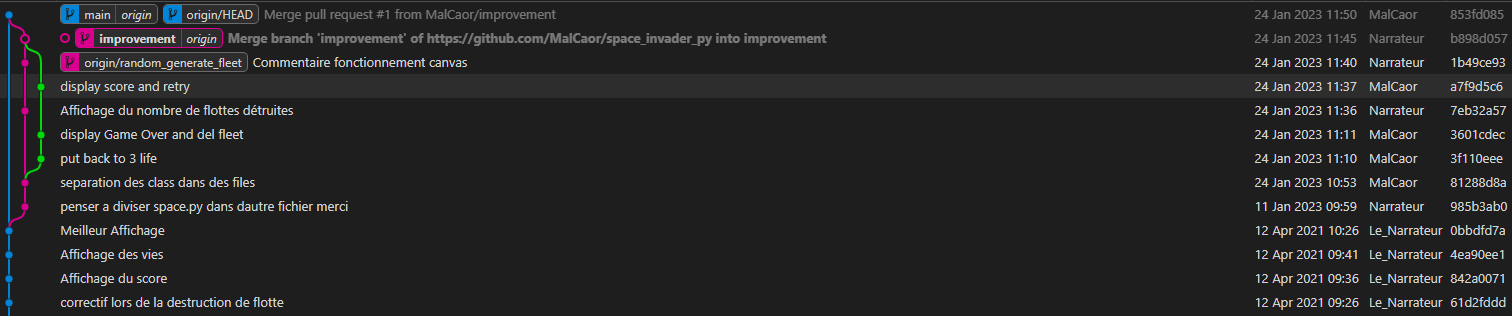 main origin origin/HEAD Merge pull request #1 from MalCaor/improvement 24 Jan 2023 11:50 MalCaor 853fd085
improvement origin Merge branch 'improvement' of https://github.com/MalCaor/space_invader_py into improvement 24 Jan 2023 11:45 MalCaor b898d057
origin/random_generate_fleet Commentaire fonctionnement canvas 24 Jan 2023 11:40 Narrateur 1b49ce93
display score and retry 24 Jan 2023 11:37 MalCaor a7f9d5c6
Affichage du nombre de flottes détruites 24 Jan 2023 11:36 Narrateur 7eb32a57
display Game Over and del fleet 24 Jan 2023 11:11 MalCaor 3601cdec
put back to 3 life 24 Jan 2023 11:10 MalCaor 3f110eee
separation des class dans des files 24 Jan 2023 10:53 MalCaor 81288d8a
penser a diviser space.py dans dautre fichier merci 11 Jan 2023 09:59 Narrateur 985b3ab0
Meilleur Affichage 12 Apr 2021 10:26 Le_Narrateur 0bbdfd7a
Affichage des vies 12 Apr 2021 09:41 Le_Narrateur 4ea90ee1
Affichage du score 12 Apr 2021 09:36 Le_Narrateur 842a0071
correctif lors de la destruction de flotte 12 Apr 2021 09:26 Le_Narrateur 61d2fddd